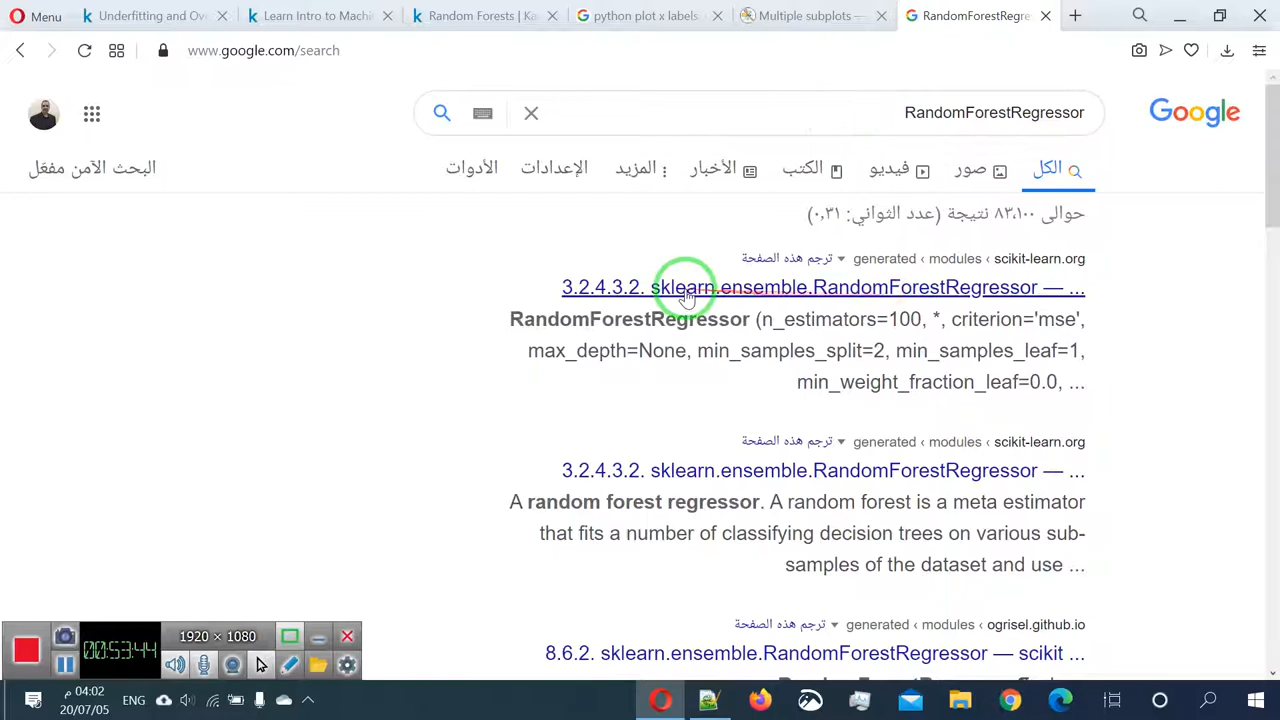 Menu
Underfitting and Ov
Learn Intro to Machi
Random Forests | Ka
python plot x labels
Multiple subplots —
RandomForestRegre
www.google.com/search
RandomForestRegressor
Google
الكل
صور
فيديو
الكتب
الأخبار
المزيد
الإعدادات
الأدوات
البحث الآمن مفعّل
حوالى ٨٣،١٠٠ نتيجة (عدد الثواني: ٠,٣١)
scikit-learn.org › modules › generated ترجم هذه الصفحة
3.2.4.3.2. sklearn.ensemble.RandomForestRegressor — ...
RandomForestRegressor (n_estimators=100, *, criterion='mse',
max_depth=None, min_samples_split=2, min_samples_leaf=1,
min_weight_fraction_leaf=0.0, ...
scikit-learn.org › modules › generated ترجم هذه الصفحة
3.2.4.3.2. sklearn.ensemble.RandomForestRegressor — ...
A random forest regressor. A random forest is a meta estimator
that fits a number of classifying decision trees on various sub-
samples of the dataset and use ...
ogrisel.github.io › modules › generated ترجم هذه الصفحة
8.6.2. sklearn.ensemble.RandomForestRegressor — scikit ...
00:53:44
1920 × 1080
04:02 م
20/07/05
ENG